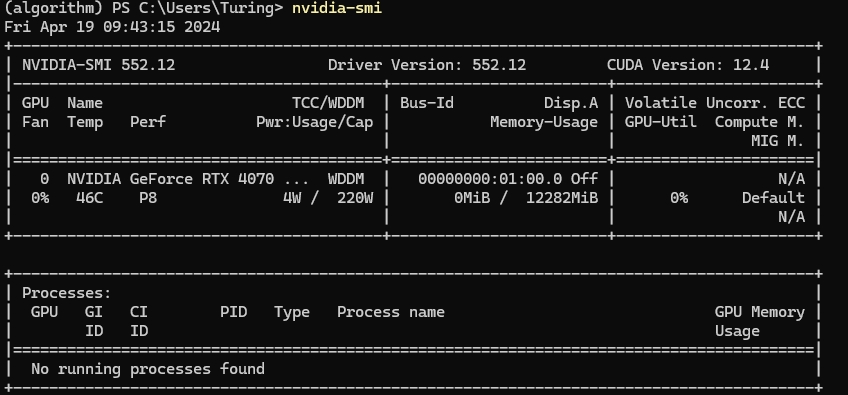 (algorithm) PS C:\Users\Turing> nvidia-smi
Fri Apr 19 09:43:15 2024
+-----------------------------------------------------------------------------------------+
| NVIDIA-SMI 552.12                 Driver Version: 552.12         CUDA Version: 12.4     |
|-----------------------------------------+------------------------+----------------------+
| GPU  Name                     TCC/WDDM  | Bus-Id          Disp.A | Volatile Uncorr. ECC |
| Fan  Temp   Perf          Pwr:Usage/Cap |           Memory-Usage | GPU-Util  Compute M. |
|                                         |                        |               MIG M. |
|=========================================+========================+======================|
|   0  NVIDIA GeForce RTX 4070 ...  WDDM  |   00000000:01:00.0 Off |                  N/A |
|  0%   46C    P8              4W /  220W |       0MiB /  12282MiB |      0%      Default |
|                                         |                        |                  N/A |
+-----------------------------------------+------------------------+----------------------+
+-----------------------------------------------------------------------------------------+
| Processes:                                                                              |
|  GPU   GI   CI        PID   Type   Process name                              GPU Memory |
|        ID   ID                                                               Usage      |
|=========================================================================================|
|  No running processes found                                                             |
+-----------------------------------------------------------------------------------------+